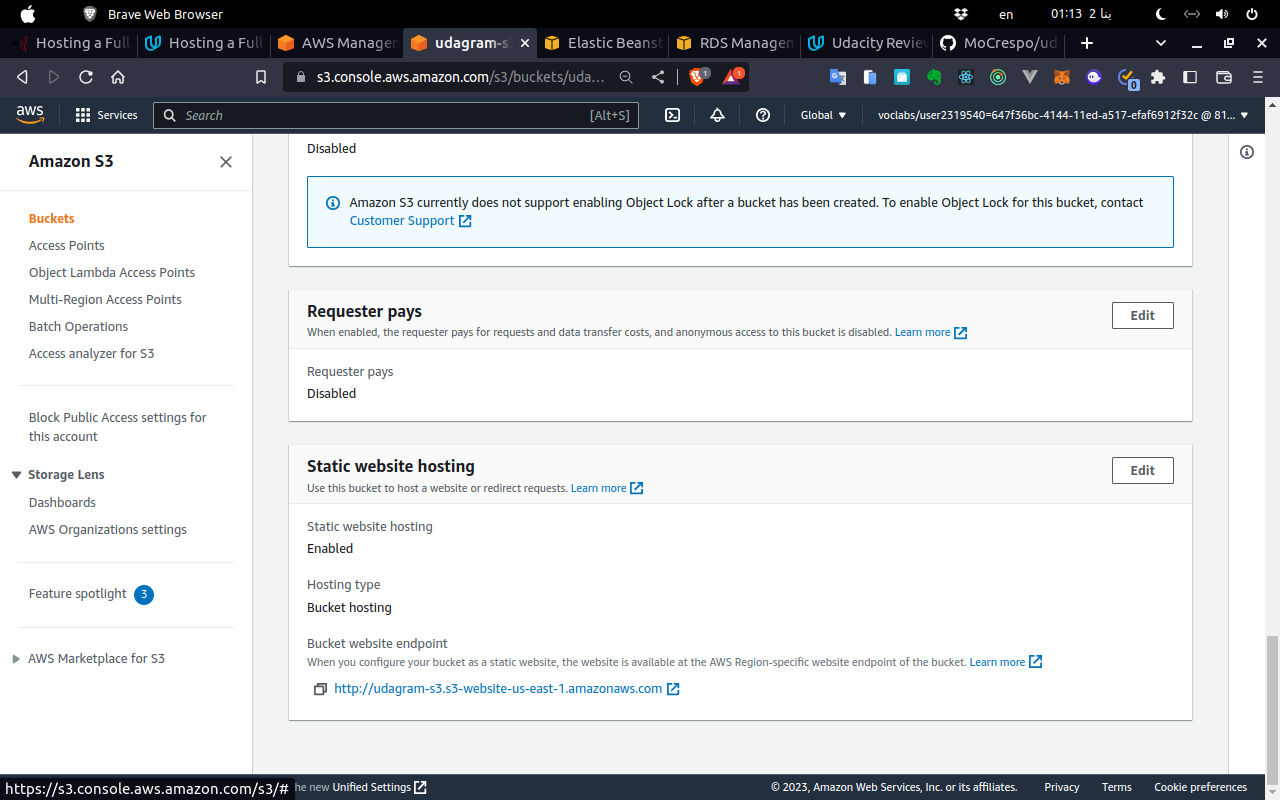 Brave Web Browser
en
01:13 2 ينا
Hosting a Full
Hosting a Full
AWS Manager
udagram-s
Elastic Beanst
RDS Managem
Udacity Review
MoCrespo/ud
s3.console.aws.amazon.com/s3/buckets/uda...
1
1
0
aws
Services
Search
[Alt+S]
Global
voclabs/user2319540=647f36bc-4144-11ed-a517-efaf6912f32c @ 81...
Amazon S3
Buckets
Access Points
Object Lambda Access Points
Multi-Region Access Points
Batch Operations
Access analyzer for S3
Block Public Access settings for
this account
Storage Lens
Dashboards
AWS Organizations settings
Feature spotlight 3
AWS Marketplace for S3
Disabled
Amazon S3 currently does not support enabling Object Lock after a bucket has been created. To enable Object Lock for this bucket, contact
Customer Support
Requester pays
Edit
When enabled, the requester pays for requests and data transfer costs, and anonymous access to this bucket is disabled. Learn more
Requester pays
Disabled
Static website hosting
Edit
Use this bucket to host a website or redirect requests. Learn more
Static website hosting
Enabled
Hosting type
Bucket hosting
Bucket website endpoint
When you configure your bucket as a static website, the website is available at the AWS Region-specific website endpoint of the bucket. Learn more
http://udagram-s3.s3-website-us-east-1.amazonaws.com
https://s3.console.aws.amazon.com/s3/#
he new Unified Settings
© 2023, Amazon Web Services, Inc. or its affiliates.
Privacy
Terms
Cookie preferences